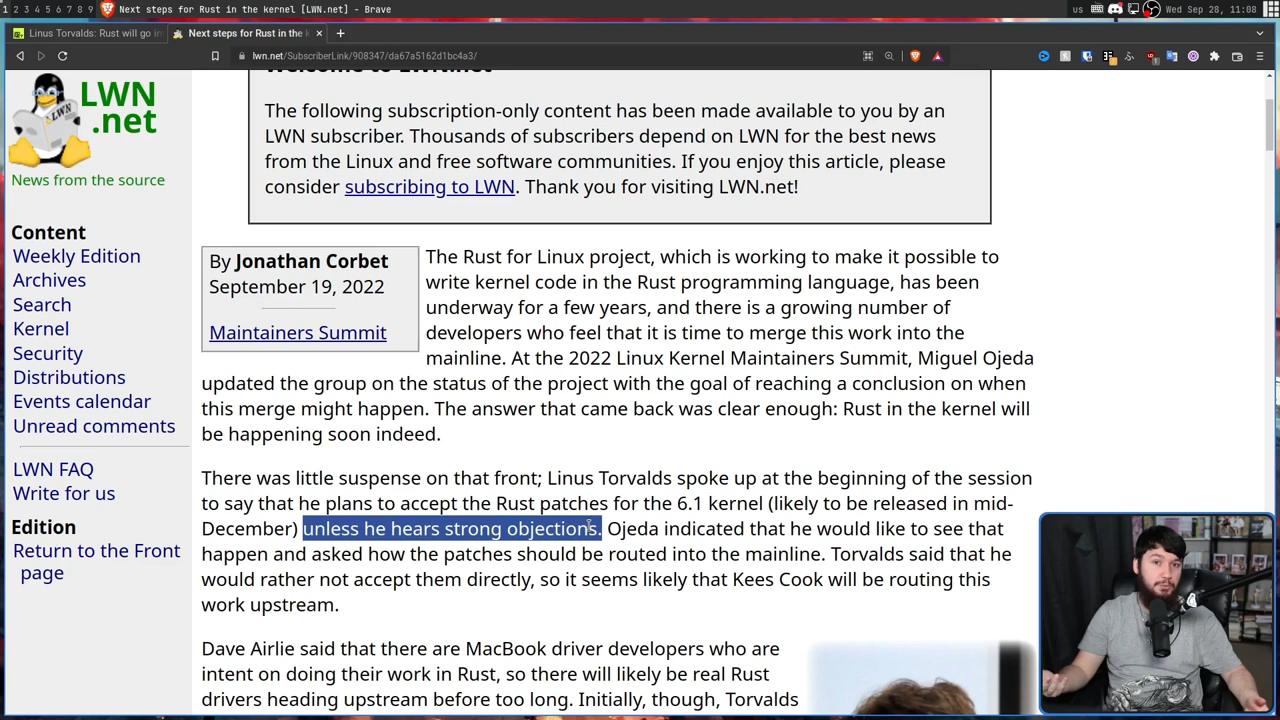 1 2 3 4 5 6 7 8 9 Next steps for Rust in the kernel [LWN.net] - Brave
us
Wed Sep 28, 11:08
Linus Torvalds: Rust will go in
Next steps for Rust in the k
lwn.net/SubscriberLink/908347/da67a5162d1bc4a3/
LWN
.net
News from the source
Content
Weekly Edition
Archives
Search
Kernel
Security
Distributions
Events calendar
Unread comments
LWN FAQ
Write for us
Edition
Return to the Front
page
Welcome to LWN.net
The following subscription-only content has been made available to you by an
LWN subscriber. Thousands of subscribers depend on LWN for the best news
from the Linux and free software communities. If you enjoy this article, please
consider subscribing to LWN. Thank you for visiting LWN.net!
By Jonathan Corbet
September 19, 2022
Maintainers Summit
The Rust for Linux project, which is working to make it possible to
write kernel code in the Rust programming language, has been
underway for a few years, and there is a growing number of
developers who feel that it is time to merge this work into the
mainline. At the 2022 Linux Kernel Maintainers Summit, Miguel Ojeda
updated the group on the status of the project with the goal of reaching a conclusion on when
this merge might happen. The answer that came back was clear enough: Rust in the kernel will
be happening soon indeed.
There was little suspense on that front; Linus Torvalds spoke up at the beginning of the session
to say that he plans to accept the Rust patches for the 6.1 kernel (likely to be released in mid-
December) unless he hears strong objections. Ojeda indicated that he would like to see that
happen and asked how the patches should be routed into the mainline. Torvalds said that he
would rather not accept them directly, so it seems likely that Kees Cook will be routing this
work upstream.
Dave Airlie said that there are MacBook driver developers who are
intent on doing their work in Rust, so there will likely be real Rust
drivers heading upstream before too long. Initially, though, Torvalds